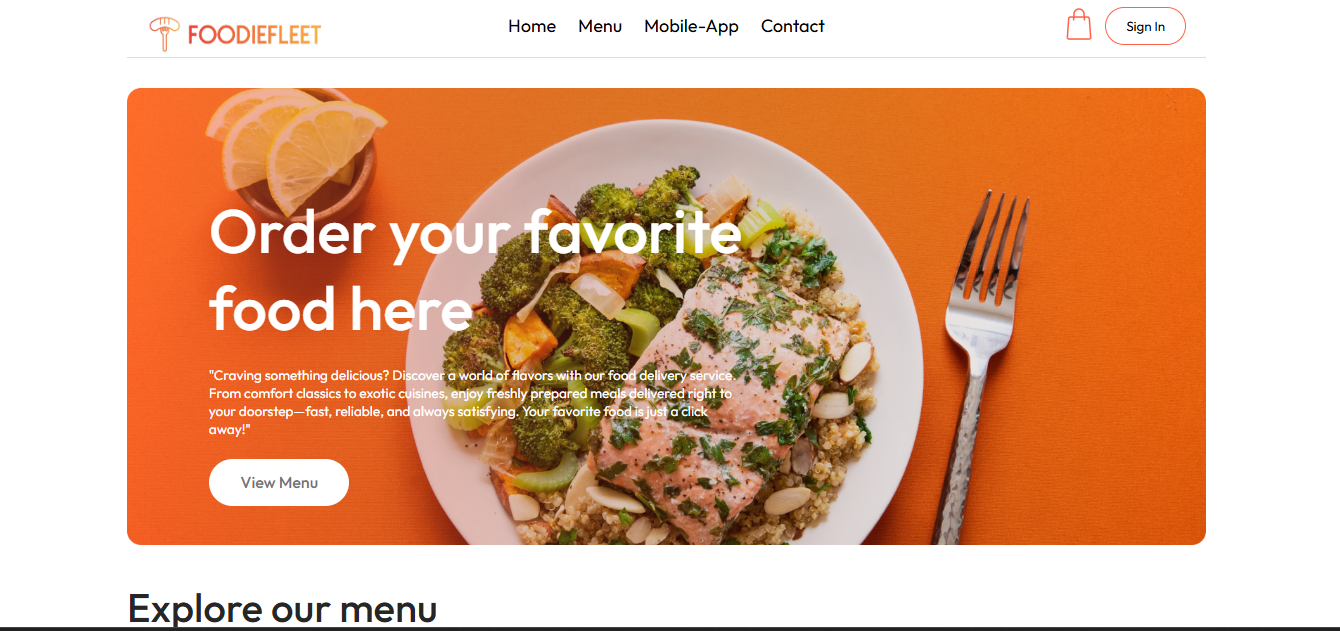 FOODIEFLEET
Home Menu Mobile-App Contact
Sign In
Order your favorite
food here
"Craving something delicious? Discover a world of flavors with our food delivery service.
From comfort classics to exotic cuisines, enjoy freshly prepared meals delivered right to
your doorstep—fast, reliable, and always satisfying. Your favorite food is just a click
away!"
View Menu
Explore our menu